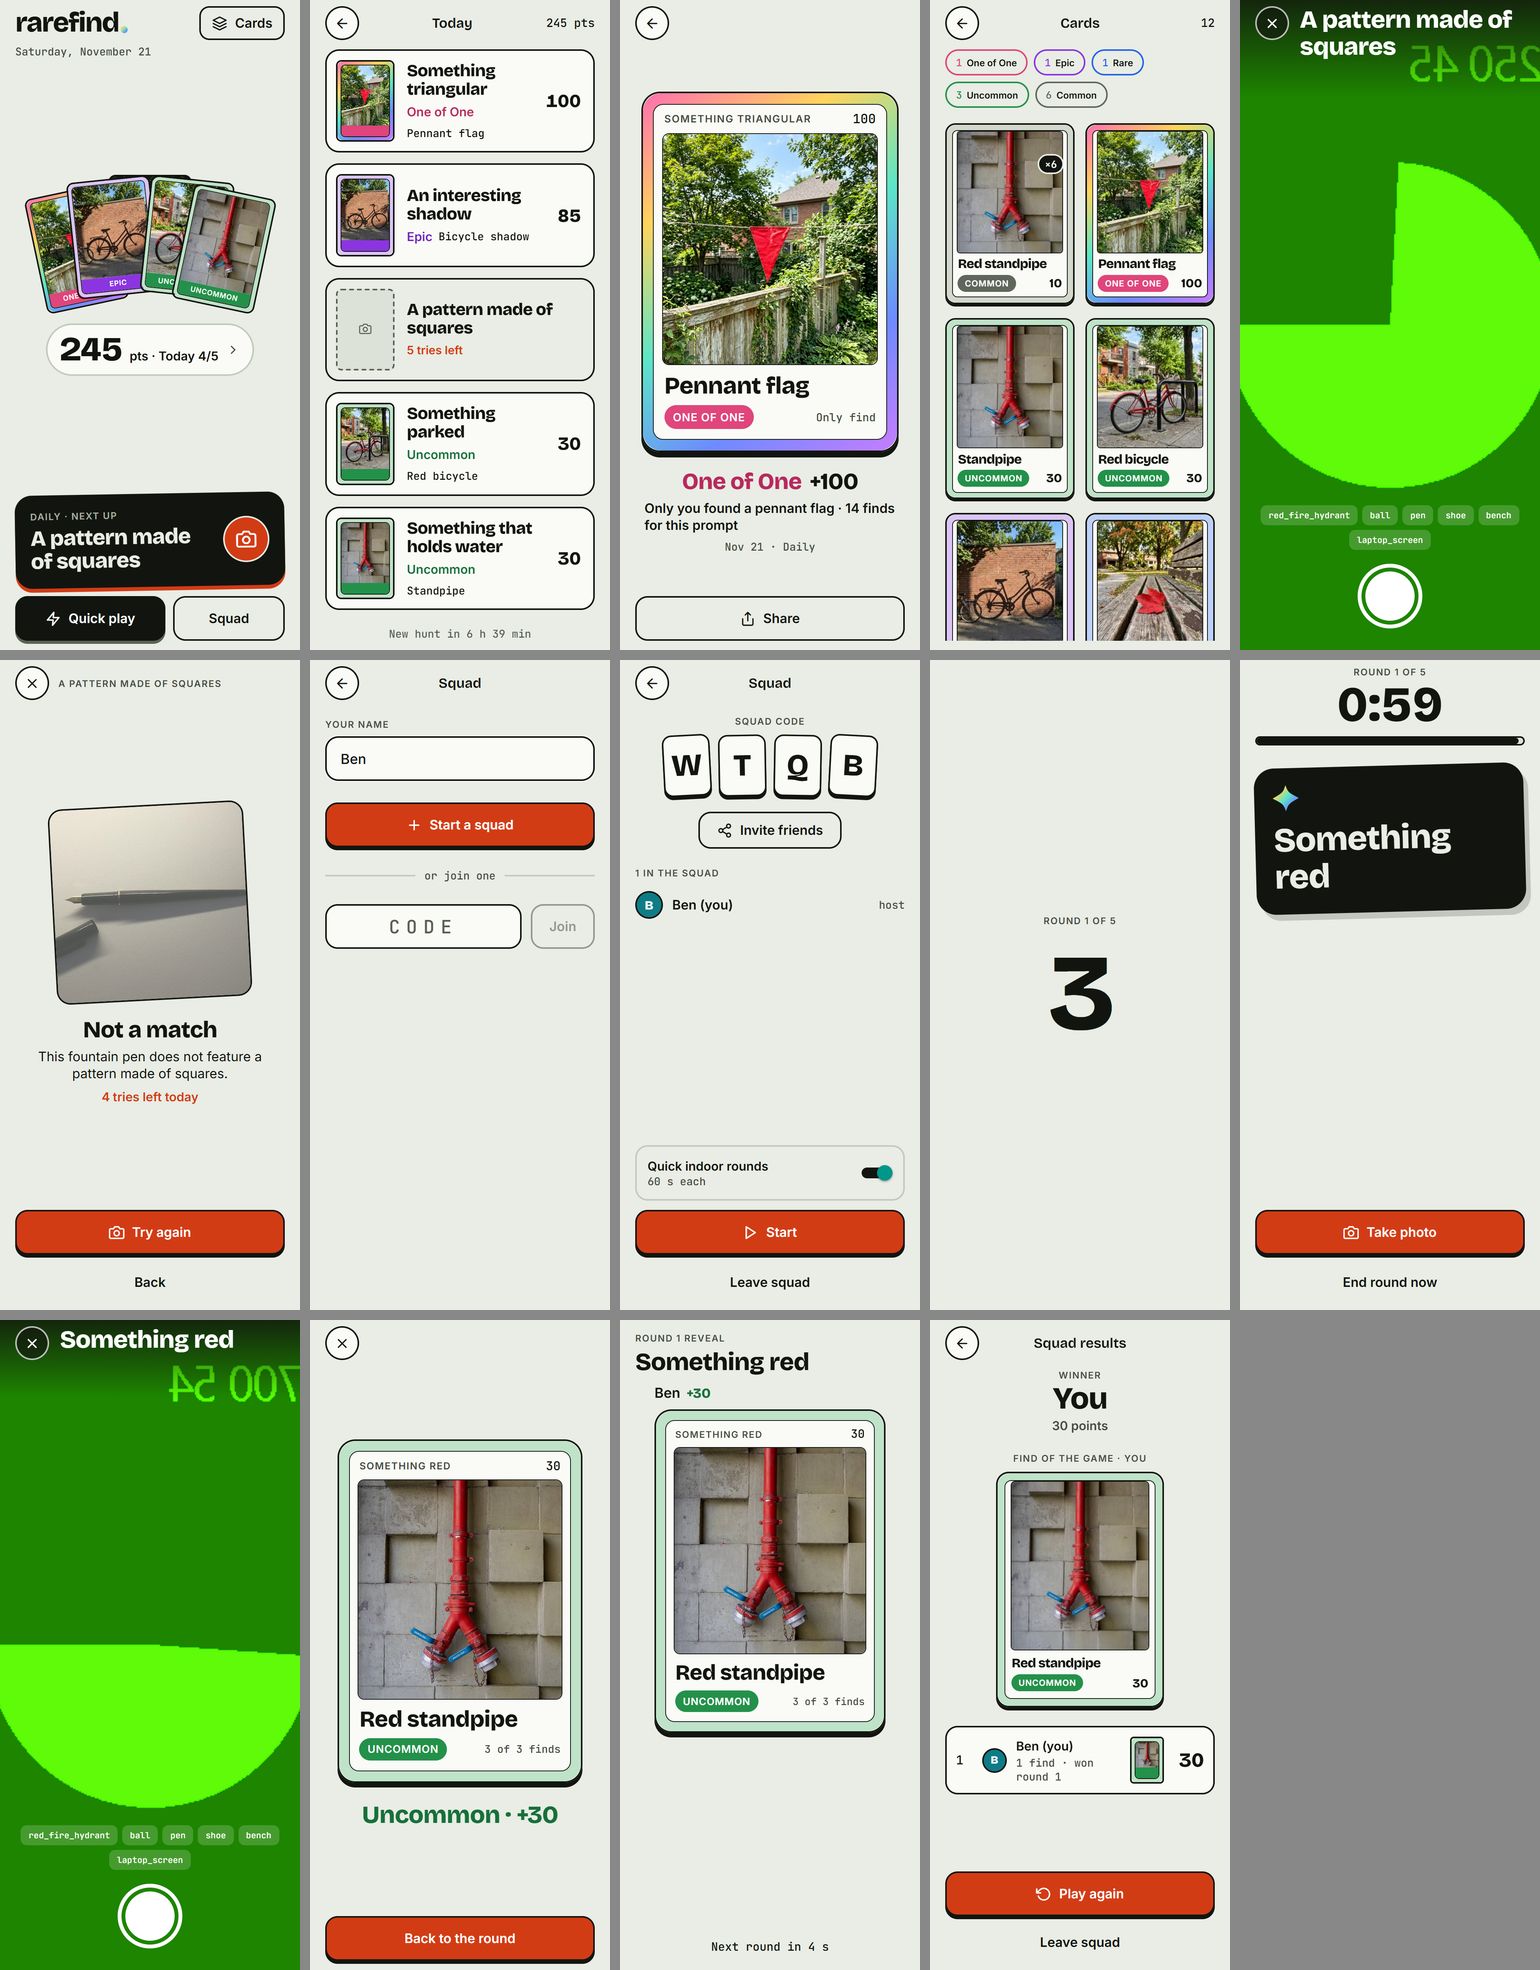 rarefind.
Cards
Saturday, November 21
ONE
EPIC
UNC
UNCOMMON
245 pts · Today 4/5
DAILY · NEXT UP
A pattern made
of squares
Quick play
Squad
Today
245 pts
Something
triangular
One of One
Pennant flag
100
An interesting
shadow
Epic Bicycle shadow
85
A pattern made of
squares
5 tries left
Something
parked
Uncommon
Red bicycle
30
Something that
holds water
Uncommon
Standpipe
30
New hunt in 6 h 39 min
SOMETHING TRIANGULAR 100
Pennant flag
ONE OF ONE
Only find
One of One +100
Only you found a pennant flag · 14 finds
for this prompt
Nov 21 · Daily
Share
Cards
12
1 One of One
1 Epic
1 Rare
3 Uncommon
6 Common
×6
Red standpipe
COMMON 10
Pennant flag
ONE OF ONE 100
Standpipe
UNCOMMON 30
Red bicycle
UNCOMMON 30
A pattern made of
squares
250 45
red_fire_hydrant ball pen shoe bench
laptop_screen
A PATTERN MADE OF SQUARES
Not a match
This fountain pen does not feature a
pattern made of squares.
4 tries left today
Try again
Back
Squad
YOUR NAME
Ben
+ Start a squad
or join one
CODE
Join
Squad
SQUAD CODE
W T Q B
Invite friends
1 IN THE SQUAD
B Ben (you) host
Quick indoor rounds
60 s each
Start
Leave squad
ROUND 1 OF 5
3
ROUND 1 OF 5
0:59
Something
red
Take photo
End round now
Something red
700 54
red_fire_hydrant ball pen shoe bench
laptop_screen
SOMETHING RED 30
Red standpipe
UNCOMMON 3 of 3 finds
Uncommon · +30
Back to the round
ROUND 1 REVEAL
Something red
Ben +30
SOMETHING RED 30
Red standpipe
UNCOMMON 3 of 3 finds
Next round in 4 s
Squad results
WINNER
You
30 points
FIND OF THE GAME · YOU
Red standpipe
UNCOMMON 30
1 B Ben (you)
1 find · won
round 1
30
Play again
Leave squad